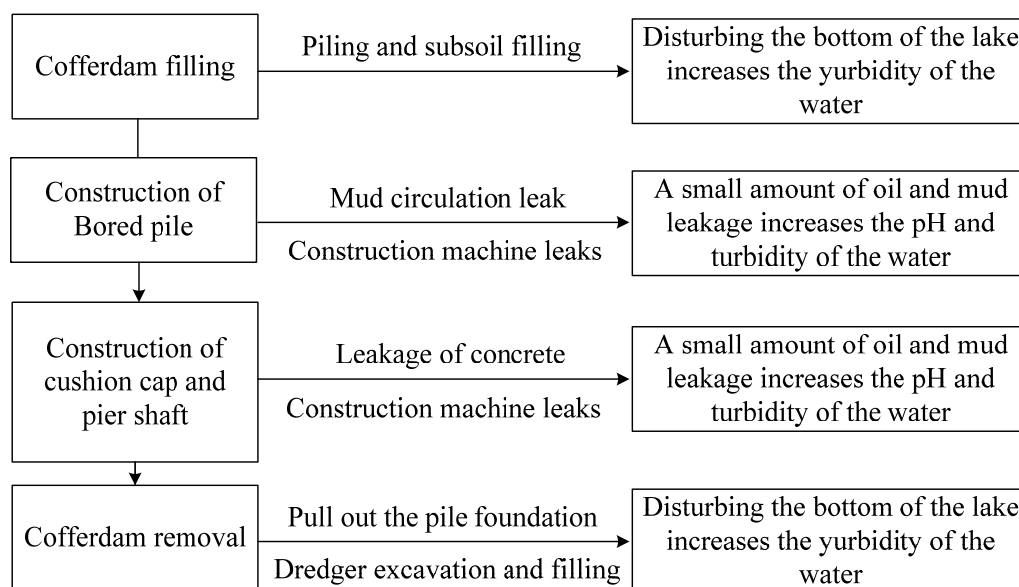 Cofferdam filling
Piling and subsoil filling
Disturbing the bottom of the lake
increases the yurbidity of the
water
Construction of
Bored pile
Mud circulation leak
Construction machine leaks
A small amount of oil and mud
leakage increases the pH and
turbidity of the water
Construction of
cushion cap and
pier shaft
Leakage of concrete
Construction machine leaks
A small amount of oil and mud
leakage increases the pH and
turbidity of the water
Cofferdam removal
Pull out the pile foundation
Dredger excavation and filling
Disturbing the bottom of the lake
increases the yurbidity of the
water